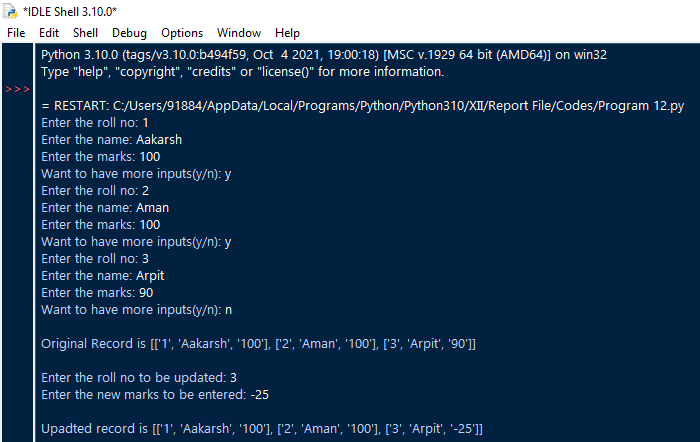 *IDLE Shell 3.10.0*
File Edit Shell Debug Options Window Help
Python 3.10.0 (tags/v3.10.0:b494f59, Oct  4 2021, 19:00:18) [MSC v.1929 64 bit (AMD64)] on win32
Type "help", "copyright", "credits" or "license()" for more information.
>>>
= RESTART: C:/Users/91884/AppData/Local/Programs/Python/Python310/XII/Report File/Codes/Program 12.py
Enter the roll no: 1
Enter the name: Aakarsh
Enter the marks: 100
Want to have more inputs(y/n): y
Enter the roll no: 2
Enter the name: Aman
Enter the marks: 100
Want to have more inputs(y/n): y
Enter the roll no: 3
Enter the name: Arpit
Enter the marks: 90
Want to have more inputs(y/n): n
Original Record is [['1', 'Aakarsh', '100'], ['2', 'Aman', '100'], ['3', 'Arpit', '90']]
Enter the roll no to be updated: 3
Enter the new marks to be entered: -25
Upadted record is [['1', 'Aakarsh', '100'], ['2', 'Aman', '100'], ['3', 'Arpit', '-25']]